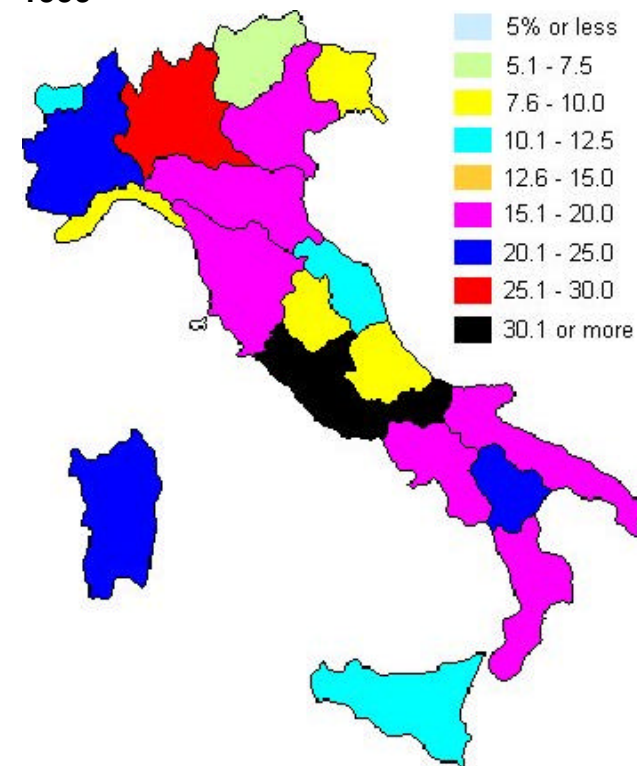 5% or less
5.1 - 7.5
7.6 - 10.0
10.1 - 12.5
12.6 - 15.0
15.1 - 20.0
20.1 - 25.0
25.1 - 30.0
30.1 or more